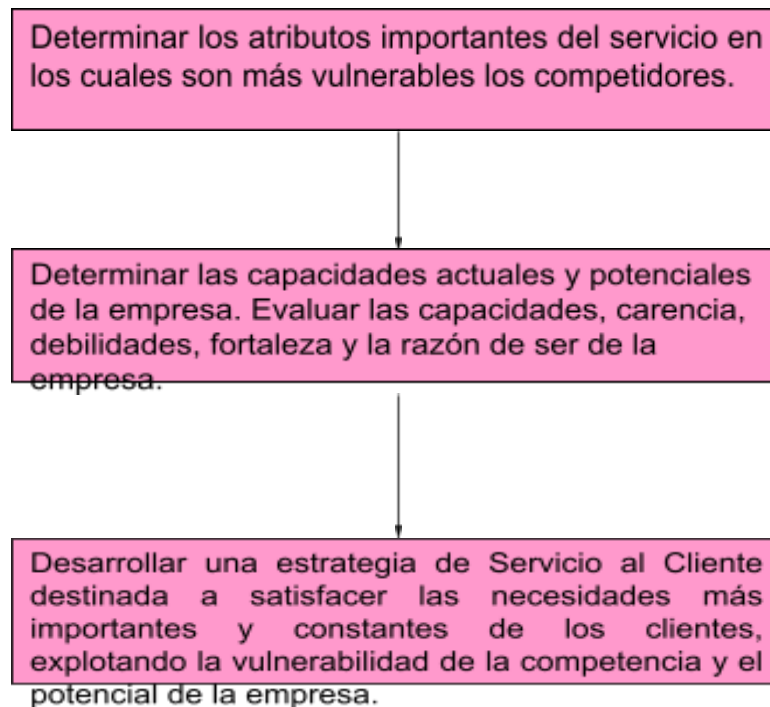 Determinar los atributos importantes del servicio en
los cuales son más vulnerables los competidores.
Determinar las capacidades actuales y potenciales
de la empresa. Evaluar las capacidades, carencia,
debilidades, fortaleza y la razón de ser de la
empresa.
Desarrollar una estrategia de Servicio al Cliente
destinada a satisfacer las necesidades más
importantes y constantes de los clientes,
explotando la vulnerabilidad de la competencia y el
potencial de la empresa.